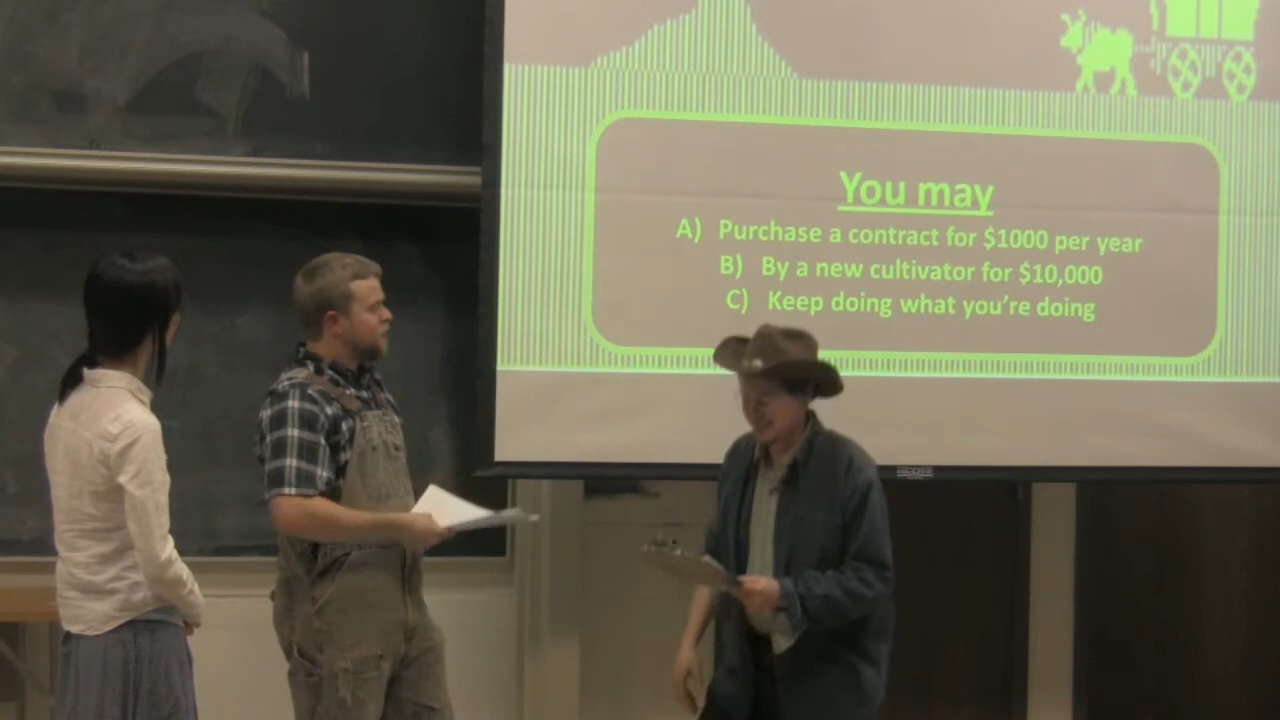 You may
A) Purchase a contract for $1000 per year
B) By a new cultivator for $10,000
C) Keep doing what you're doing